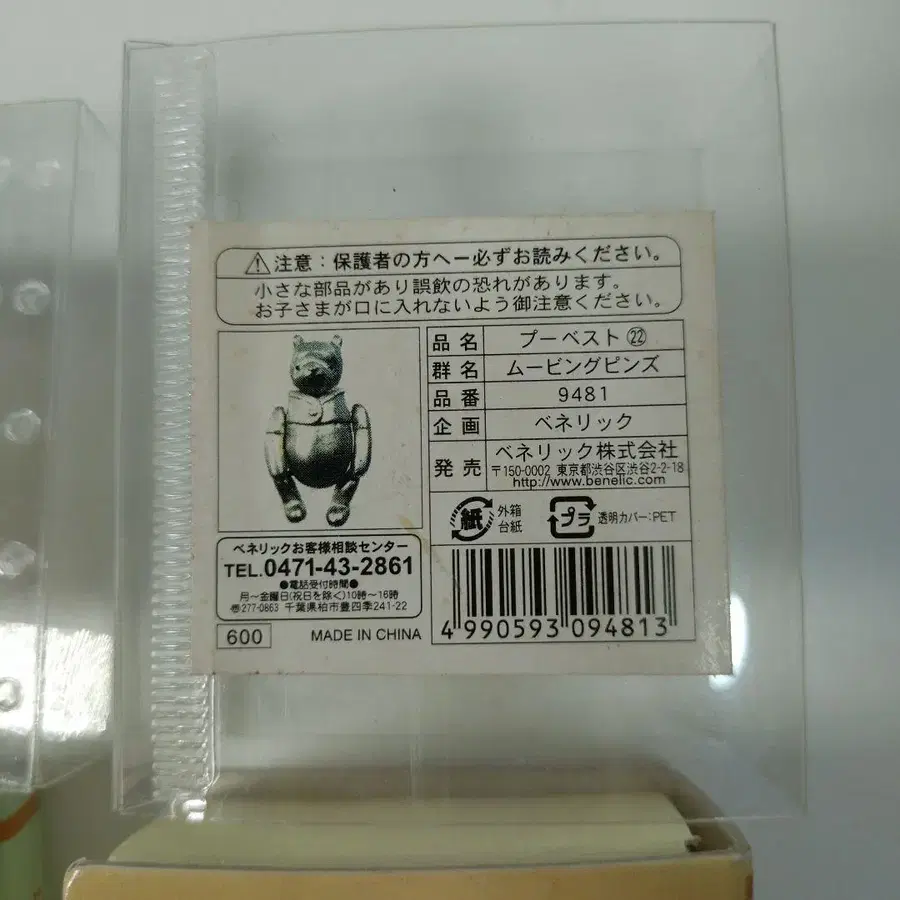 ⚠注意：保護者の方へー必ずお読みください。
小さな部品があり誤飲の恐れがあります。
お子さまが口に入れないよう御注意ください。
品名 プーベスト㉒
群名 ムービングピンズ
品番 9481
企画 ベネリック
発売 ベネリック株式会社
〒150-0002 東京都渋谷区渋谷2-2-18
http://www.benelic.com
紙 外箱 台紙
プラ 透明カバー:PET
ベネリックお客様相談センター
TEL.0471-43-2861
●電話受付時間●
月～金曜日(祝日を除く)10時～16時
〠277-0863 千葉県柏市豊四季241-22
600 MADE IN CHINA
4 990593 094813